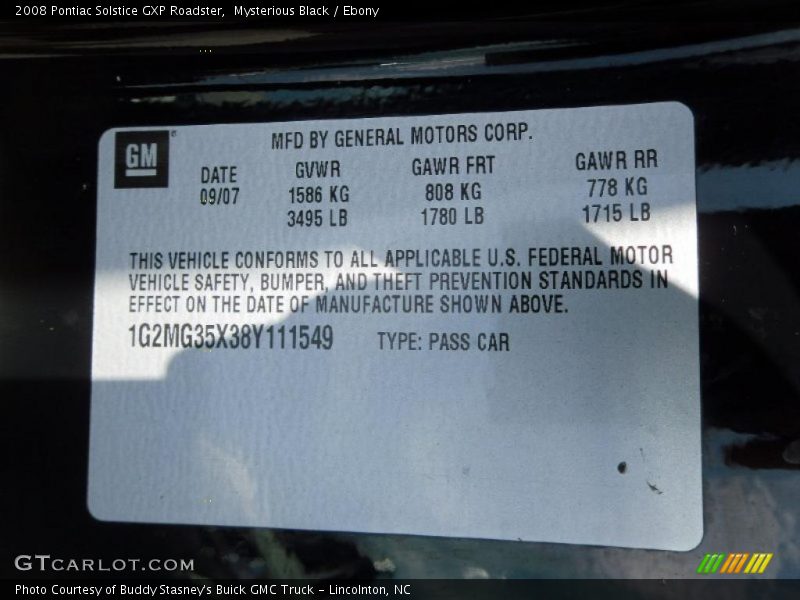 2008 Pontiac Solstice GXP Roadster,  Mysterious Black / Ebony
GM
MFD BY GENERAL MOTORS CORP.
DATE GVWR GAWR FRT GAWR RR
09/07 1586 KG 808 KG 778 KG
3495 LB 1780 LB 1715 LB
THIS VEHICLE CONFORMS TO ALL APPLICABLE U.S. FEDERAL MOTOR
VEHICLE SAFETY, BUMPER, AND THEFT PREVENTION STANDARDS IN
EFFECT ON THE DATE OF MANUFACTURE SHOWN ABOVE.
1G2MG35X38Y111549 TYPE: PASS CAR
GTCARLOT.COM
Photo Courtesy of Buddy Stasney's Buick GMC Truck – Lincolnton, NC